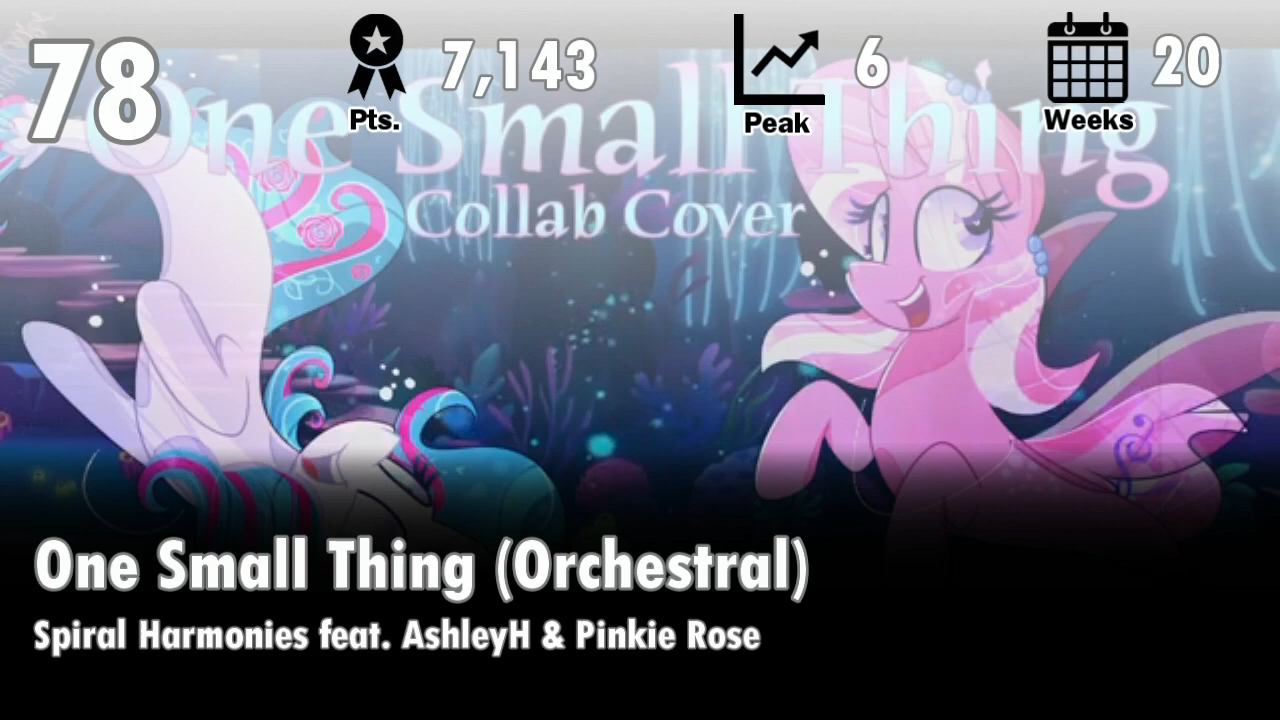 78
7,143
6
20
Pts.
Peak
Weeks
One Small Thing
Collab Cover
One Small Thing (Orchestral)
Spiral Harmonies feat. AshleyH & Pinkie Rose